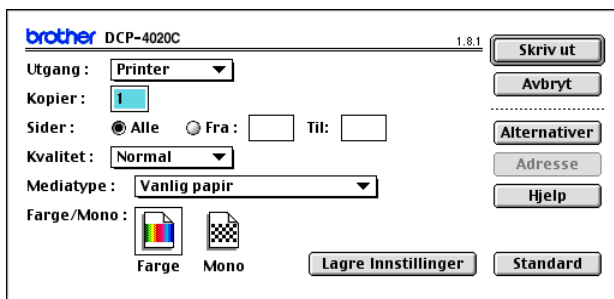 brother DCP-4020C 1.8.1
Utgang : Printer
Kopier : 1
Sider : Alle Fra : Til:
Kvalitet : Normal
Mediatype : Vanlig papir
Farge/Mono :
Farge Mono
Lagre Innstillinger
Skriv ut
Avbryt
Alternativer
Adresse
Hjelp
Standard